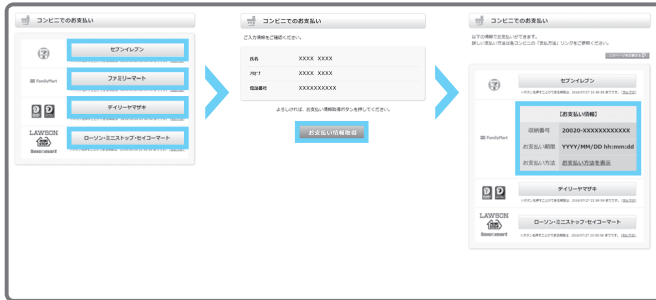 コンビニでのお支払い
セブンイレブン
FamilyMart
ファミリーマート
デイリーヤマザキ
LAWSON
ローソン・ミニストップ・セイコーマート
Seicomart
コンビニでのお支払い
ご入力情報をご確認ください。
氏名 XXXX XXXX
XXXX XXXX
電話番号 XXXXXXXXXX
よろしければ、お支払い情報取得ボタンを押してください。
お支払い情報取得
コンビニでのお支払い
以下の情報でお支払いができます。
詳しい支払い方法は各コンビニの「支払方法」リンクをご参照ください。
セブンイレブン
FamilyMart
【お支払い情報】
収納番号 20020-XXXXXXXXXXXX
お支払い期限 YYYY/MM/DD hh:mm:dd
お支払い方法 お支払い方法を表示
デイリーヤマザキ
LAWSON
ローソン・ミニストップ・セイコーマート
Seicomart